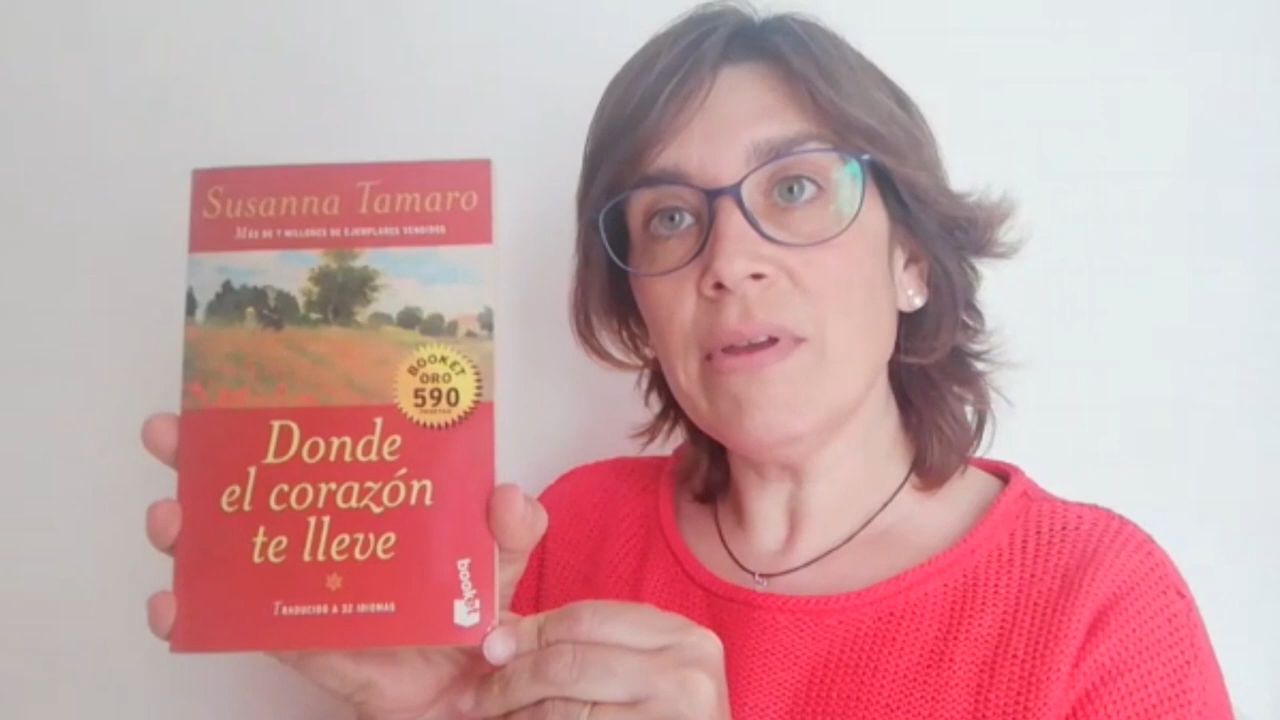 Susanna Tamaro
MÁS DE 7 MILLONES DE EJEMPLARES VENDIDOS
BOOKET
ORO
590
PESETAS
Donde
el corazón
te lleve
TRADUCIDO A 32 IDIOMAS
booket